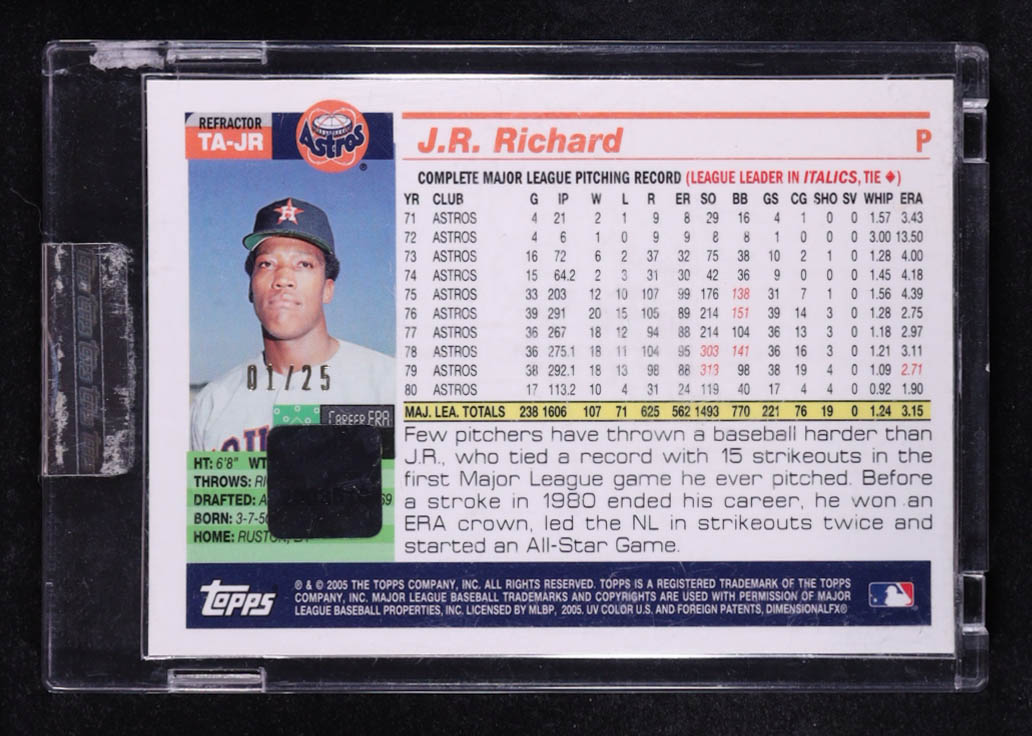 REFRACTOR
TA-JR
Astros
®
J.R. Richard P
COMPLETE MAJOR LEAGUE PITCHING RECORD (LEAGUE LEADER IN ITALICS, TIE ♦)
YR CLUB G IP W L R ER SO BB GS CG SHO SV WHIP ERA
71 ASTROS 4 21 2 1 9 8 29 16 4 1 0 0 1.57 3.43
72 ASTROS 4 6 1 0 9 9 8 8 1 0 0 0 3.00 13.50
73 ASTROS 16 72 6 2 37 32 75 38 10 2 1 0 1.28 4.00
74 ASTROS 15 64.2 2 3 31 30 42 36 9 0 0 0 1.45 4.18
75 ASTROS 33 203 12 10 107 99 176 138 31 7 1 0 1.56 4.39
76 ASTROS 39 291 20 15 105 89 214 151 39 14 3 0 1.28 2.75
77 ASTROS 36 267 18 12 94 88 214 104 36 13 3 0 1.18 2.97
78 ASTROS 36 275.1 18 11 104 95 303 141 36 16 3 0 1.21 3.11
79 ASTROS 38 292.1 18 13 98 88 313 98 38 19 4 0 1.09 2.71
80 ASTROS 17 113.2 10 4 31 24 119 40 17 4 4 0 0.92 1.90
MAJ. LEA. TOTALS 238 1606 107 71 625 562 1493 770 221 76 19 0 1.24 3.15
01/25
CAREER ERA
HT: 6'8" WT
THROWS:
DRAFTED:
BORN: 3-7-50
HOME: RUSTON,
Few pitchers have thrown a baseball harder than
J.R., who tied a record with 15 strikeouts in the
first Major League game he ever pitched. Before
a stroke in 1980 ended his career, he won an
ERA crown, led the NL in strikeouts twice and
started an All-Star Game.
Topps
® & © 2005 THE TOPPS COMPANY, INC. ALL RIGHTS RESERVED. TOPPS IS A REGISTERED TRADEMARK OF THE TOPPS
COMPANY, INC. MAJOR LEAGUE BASEBALL TRADEMARKS AND COPYRIGHTS ARE USED WITH PERMISSION OF MAJOR
LEAGUE BASEBALL PROPERTIES, INC. LICENSED BY MLBP, 2005. UV COLOR U.S. AND FOREIGN PATENTS, DIMENSIONALFX®